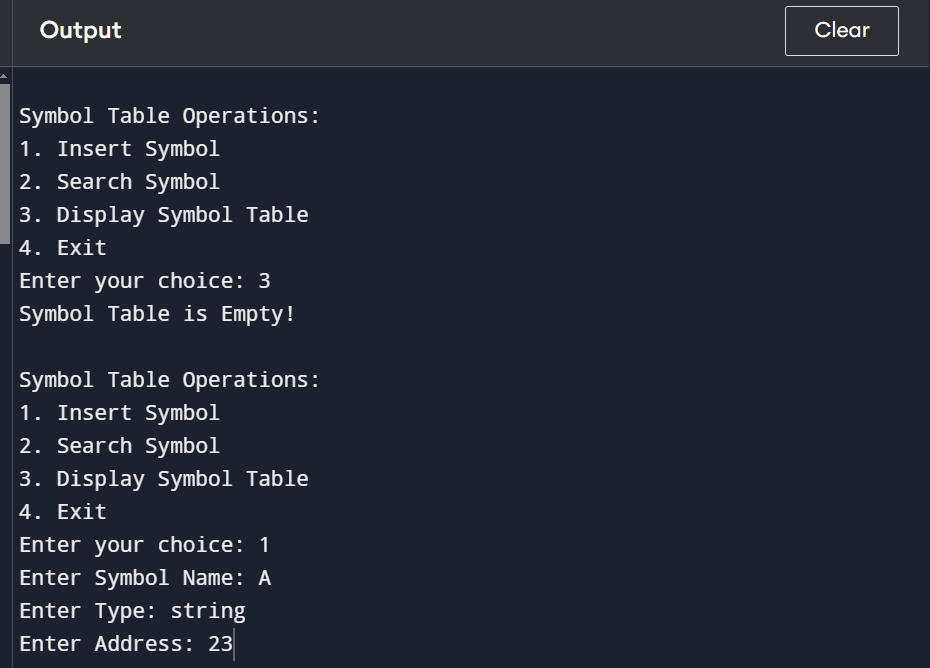 Output
Clear
Symbol Table Operations:
1. Insert Symbol
2. Search Symbol
3. Display Symbol Table
4. Exit
Enter your choice: 3
Symbol Table is Empty!
Symbol Table Operations:
1. Insert Symbol
2. Search Symbol
3. Display Symbol Table
4. Exit
Enter your choice: 1
Enter Symbol Name: A
Enter Type: string
Enter Address: 23